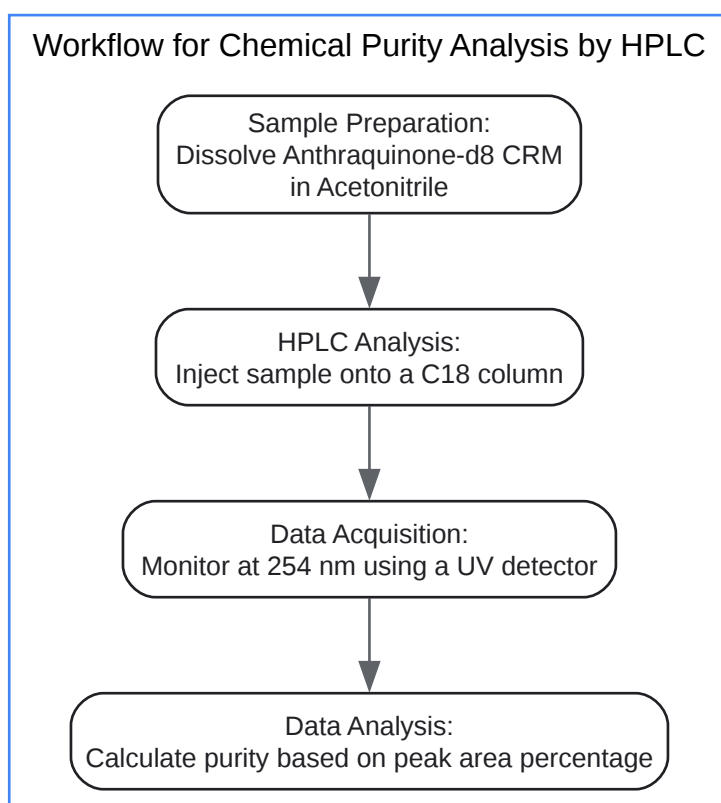 Workflow for Chemical Purity Analysis by HPLC
Sample Preparation:
Dissolve Anthraquinone-d8 CRM
in Acetonitrile
HPLC Analysis:
Inject sample onto a C18 column
Data Acquisition:
Monitor at 254 nm using a UV detector
Data Analysis:
Calculate purity based on peak area percentage